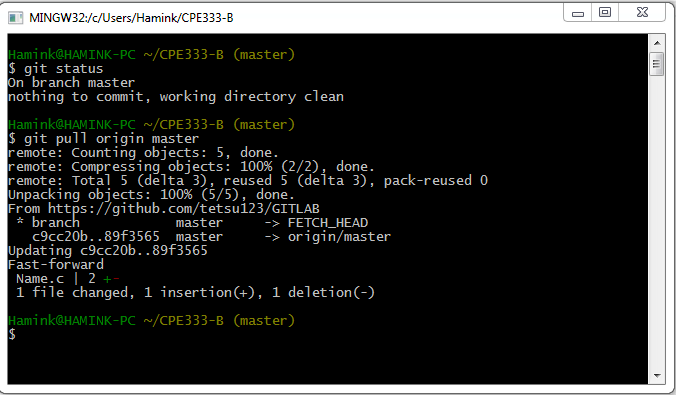 MINGW32:/c/Users/Hamink/CPE333-B
Hamink@HAMINK-PC ~/CPE333-B (master)
$ git status
On branch master
nothing to commit, working directory clean
Hamink@HAMINK-PC ~/CPE333-B (master)
$ git pull origin master
remote: Counting objects: 5, done.
remote: Compressing objects: 100% (2/2), done.
remote: Total 5 (delta 3), reused 5 (delta 3), pack-reused 0
Unpacking objects: 100% (5/5), done.
From https://github.com/tetsu123/GITLAB
 * branch            master     -> FETCH_HEAD
   c9cc20b..89f3565  master     -> origin/master
Updating c9cc20b..89f3565
Fast-forward
 Name.c | 2 +-
 1 file changed, 1 insertion(+), 1 deletion(-)
Hamink@HAMINK-PC ~/CPE333-B (master)
$